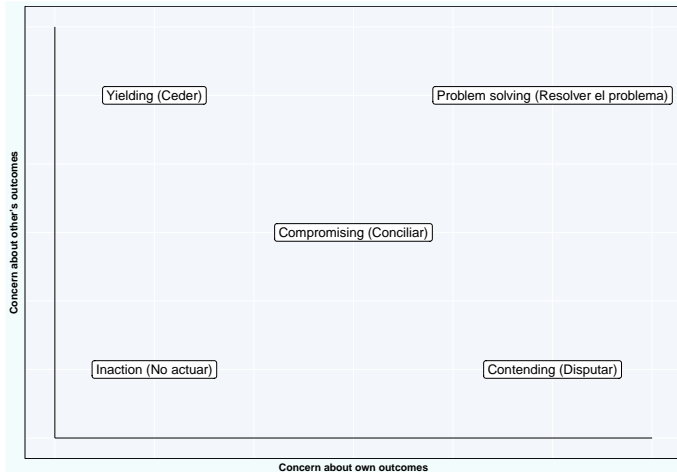 Yielding (Ceder)
Problem solving (Resolver el problema)
Concern about other's outcomes
Compromising (Conciliar)
Inaction (No actuar)
Contending (Disputar)
Concern about own outcomes